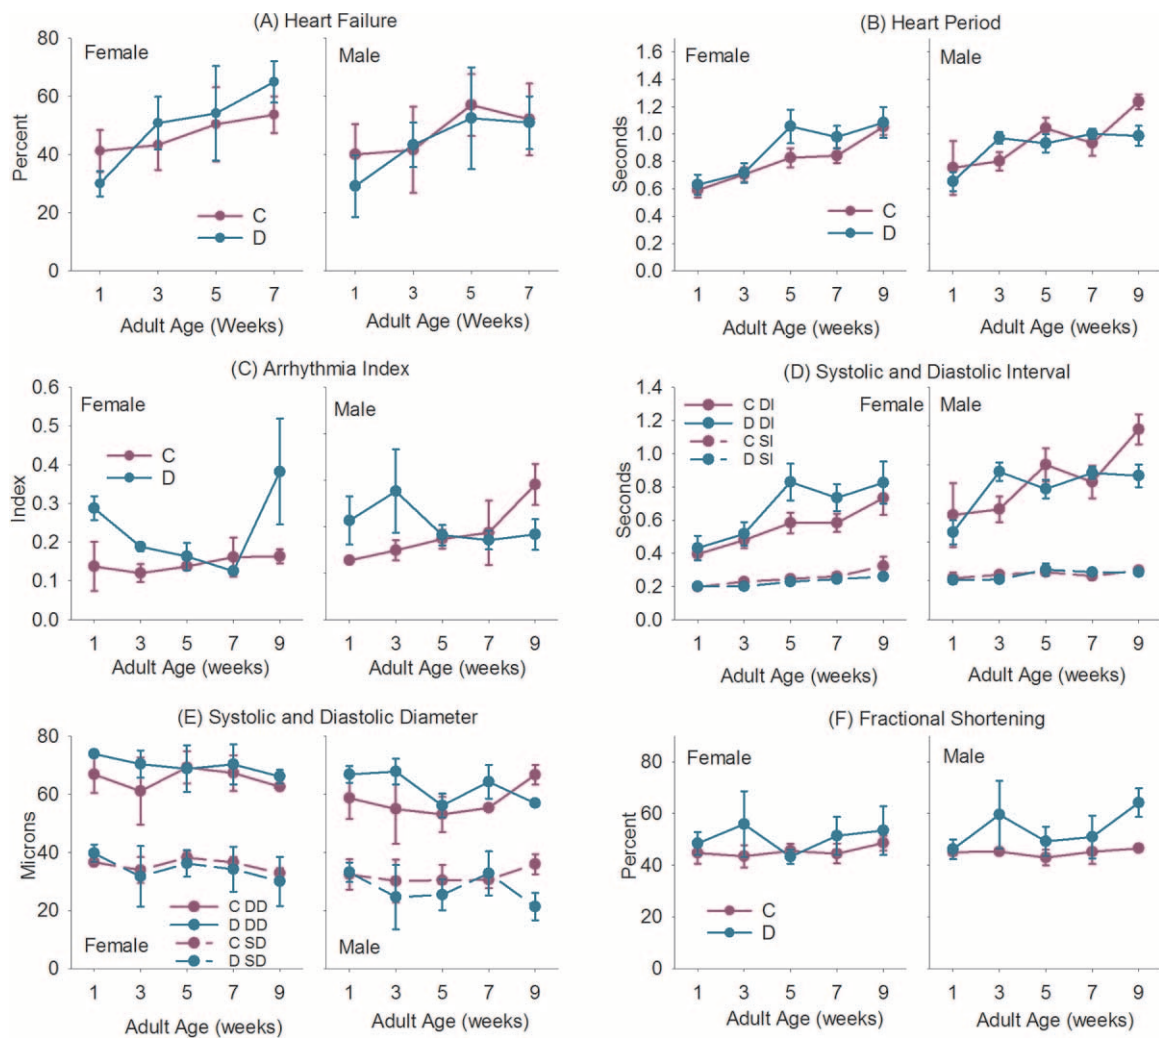 (A) Heart Failure
Percent
80
60
40
20
0
Female
C
D
1 3 5 7
Adult Age (Weeks)
Male
1 3 5 7
Adult Age (Weeks)
(B) Heart Period
Seconds
1.6
1.4
1.2
1.0
0.8
0.6
0.4
0.2
0.0
Female
C
D
1 3 5 7 9
Adult Age (weeks)
Male
1 3 5 7 9
Adult Age (weeks)
(C) Arrhythmia Index
Index
0.6
0.5
0.4
0.3
0.2
0.1
0.0
Female
C
D
1 3 5 7 9
Adult Age (weeks)
Male
1 3 5 7 9
Adult Age (weeks)
(D) Systolic and Diastolic Interval
Seconds
1.4
1.2
1.0
0.8
0.6
0.4
0.2
0.0
C DI
D DI
C SI
D SI
Female
1 3 5 7 9
Adult Age (weeks)
Male
1 3 5 7 9
Adult Age (weeks)
(E) Systolic and Diastolic Diameter
Microns
80
60
40
20
0
C DD
D DD
C SD
D SD
Female
1 3 5 7 9
Adult Age (weeks)
Male
1 3 5 7 9
Adult Age (weeks)
(F) Fractional Shortening
Percent
80
60
40
20
0
Female
C
D
1 3 5 7 9
Adult Age (weeks)
Male
1 3 5 7 9
Adult Age (weeks)